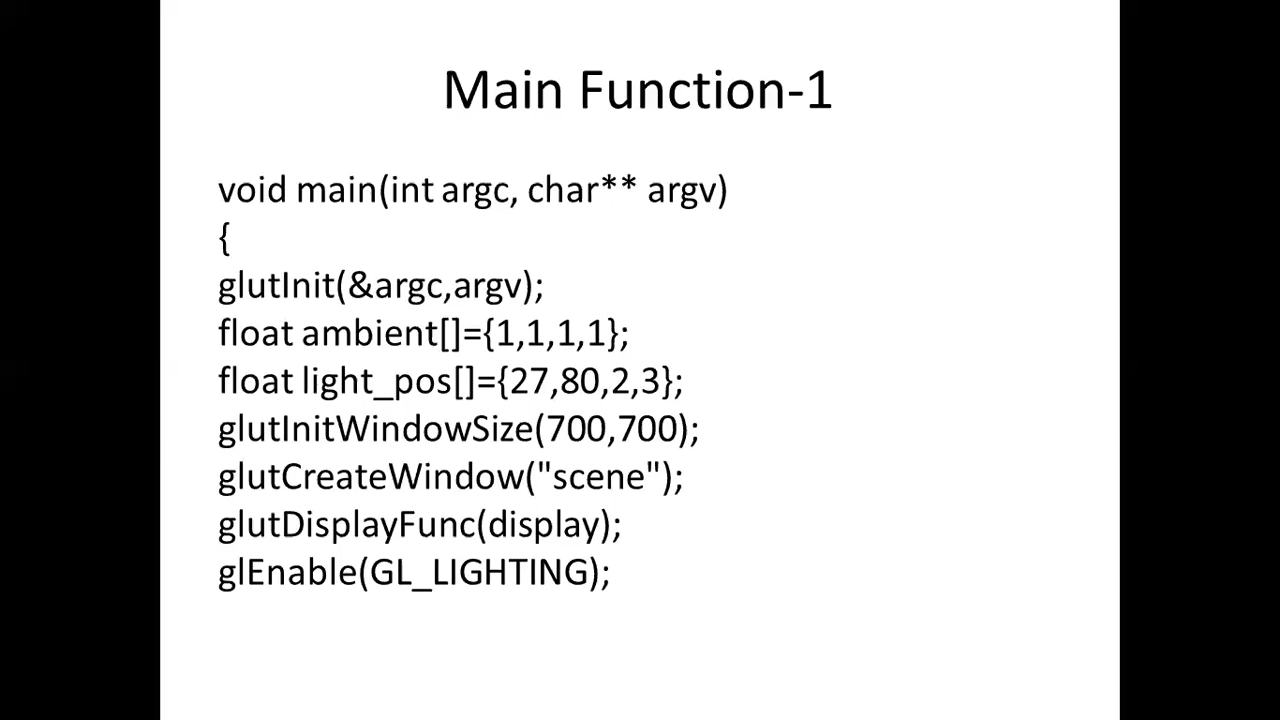 Main Function-1
void main(int argc, char** argv)
{
glutInit(&argc,argv);
float ambient[]={1,1,1,1};
float light_pos[]={27,80,2,3};
glutInitWindowSize(700,700);
glutCreateWindow("scene");
glutDisplayFunc(display);
glEnable(GL_LIGHTING);